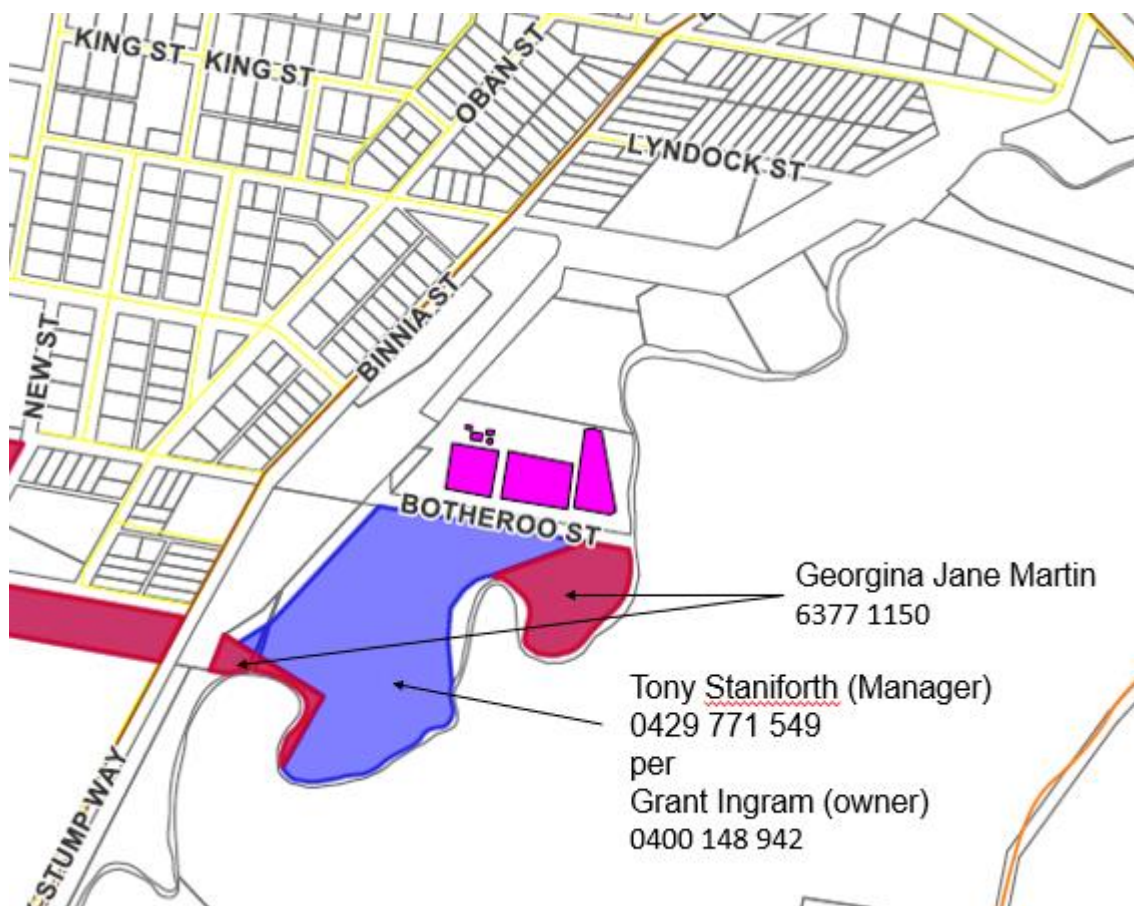 KING ST
KING ST
OBAN ST
LYNDOCK ST
BINNIA ST
NEW ST
BOTHEROO ST
Georgina Jane Martin
6377 1150
Tony Staniforth (Manager)
0429 771 549
per
Grant Ingram (owner)
0400 148 942
STUMP WAY